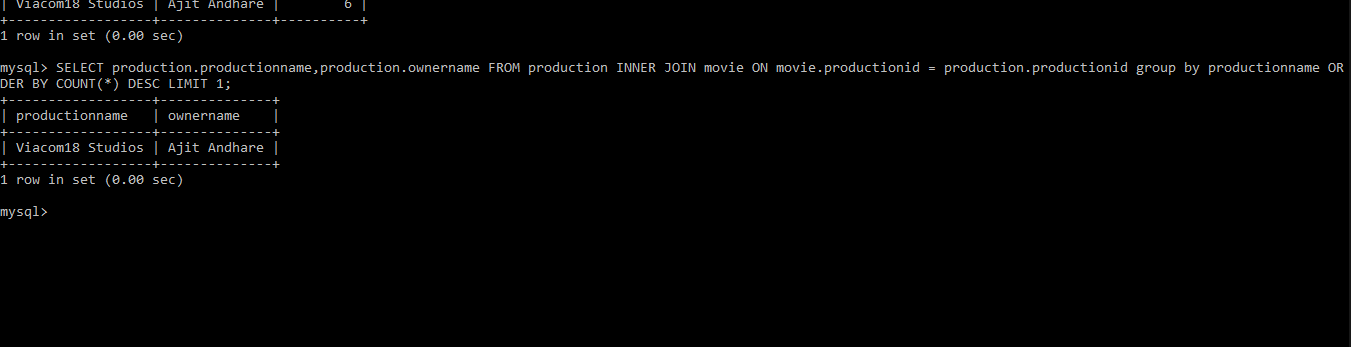 | Viacom18 Studios | Ajit Andhare |        6 |
+------------------+--------------+----------+
1 row in set (0.00 sec)

mysql> SELECT production.productionname,production.ownername FROM production INNER JOIN movie ON movie.productionid = production.productionid group by productionname OR
DER BY COUNT(*) DESC LIMIT 1;
+------------------+--------------+
| productionname   | ownername    |
+------------------+--------------+
| Viacom18 Studios | Ajit Andhare |
+------------------+--------------+
1 row in set (0.00 sec)

mysql>